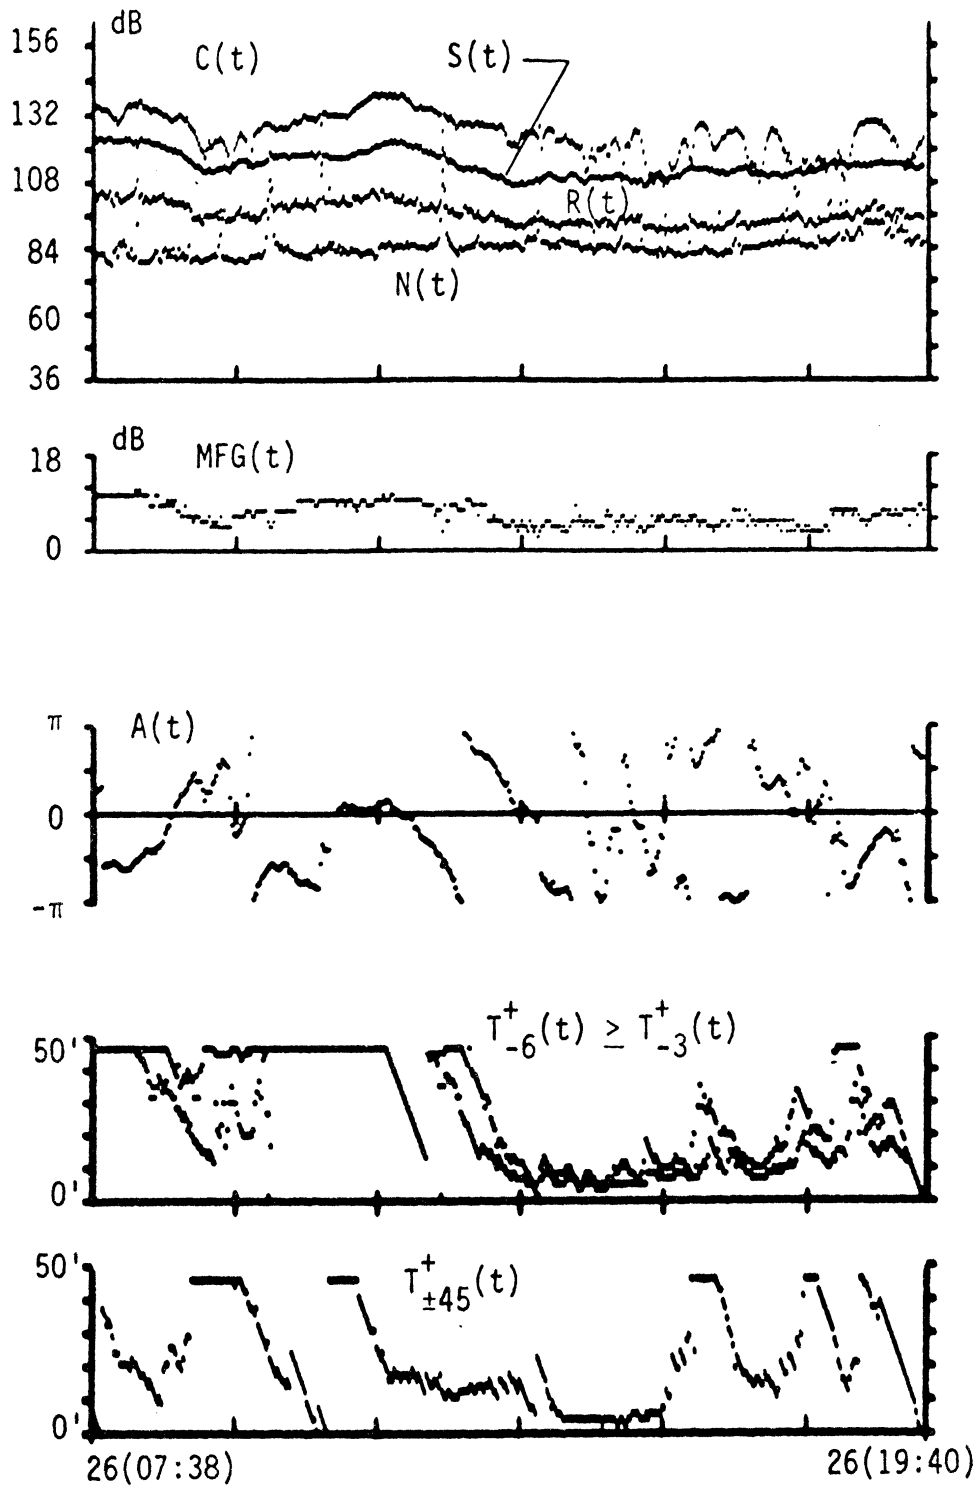 dB
156
C(t)
S(t)
132
108
R(t)
84
N(t)
60
36
dB
18
MFG(t)
0
π
A(t)
0
-π
T⁺₋₆(t) ≥ T⁺₋₃(t)
50'
0'
50'
T⁺±45(t)
0'
26(07:38)
26(19:40)